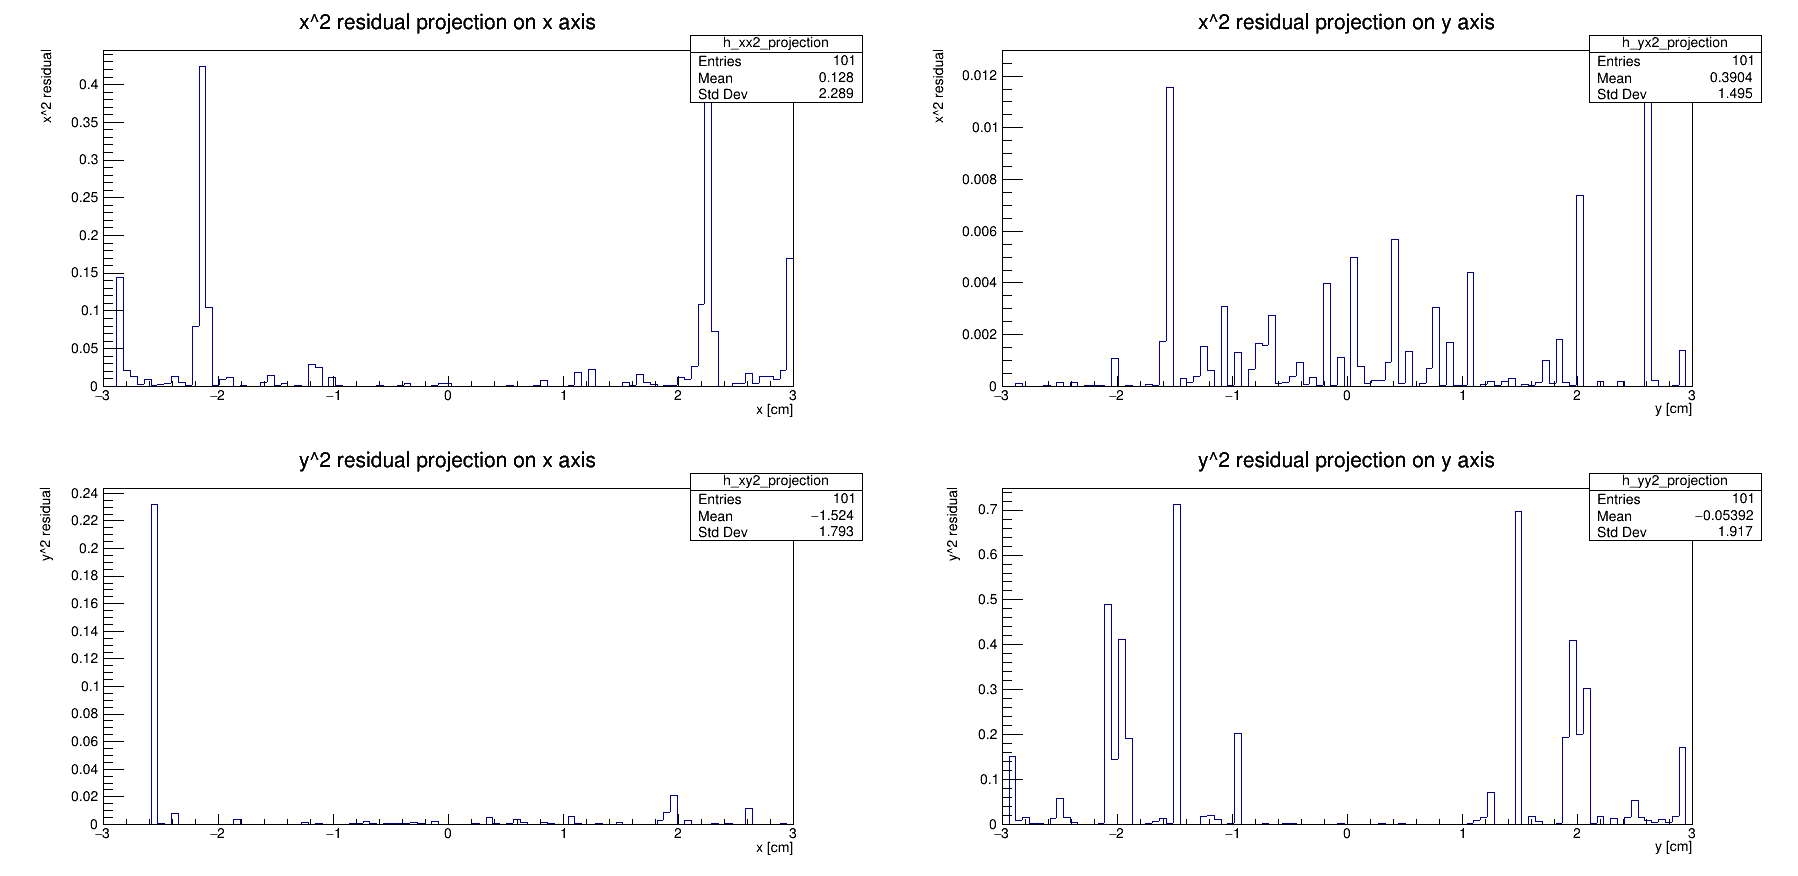 x^2 residual projection on x axis
x^2 residual
h_xx2_projection
Entries 101
Mean 0.128
Std Dev 2.289
0.4
0.35
0.3
0.25
0.2
0.15
0.1
0.05
0
−3 −2 −1 0 1 2 3
x [cm]
x^2 residual projection on y axis
x^2 residual
h_yx2_projection
Entries 101
Mean 0.3904
Std Dev 1.495
0.012
0.01
0.008
0.006
0.004
0.002
0
−3 −2 −1 0 1 2 3
y [cm]
y^2 residual projection on x axis
y^2 residual
h_xy2_projection
Entries 101
Mean −1.524
Std Dev 1.793
0.24
0.22
0.2
0.18
0.16
0.14
0.12
0.1
0.08
0.06
0.04
0.02
0
−3 −2 −1 0 1 2 3
x [cm]
y^2 residual projection on y axis
y^2 residual
h_yy2_projection
Entries 101
Mean −0.05392
Std Dev 1.917
0.7
0.6
0.5
0.4
0.3
0.2
0.1
0
−3 −2 −1 0 1 2 3
y [cm]